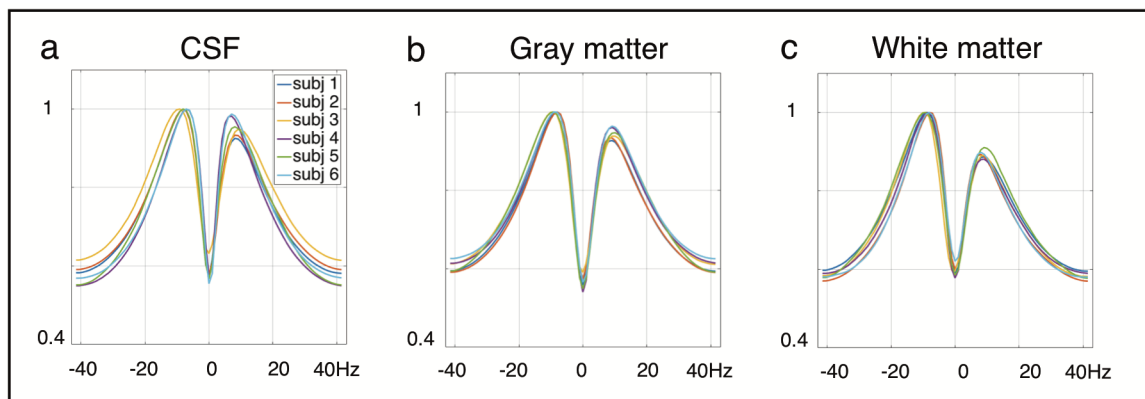 a CSF
b Gray matter
c White matter
subj 1
subj 2
subj 3
subj 4
subj 5
subj 6
1
0.4
-40 -20 0 20 40Hz
1
0.4
-40 -20 0 20 40Hz
1
0.4
-40 -20 0 20 40Hz